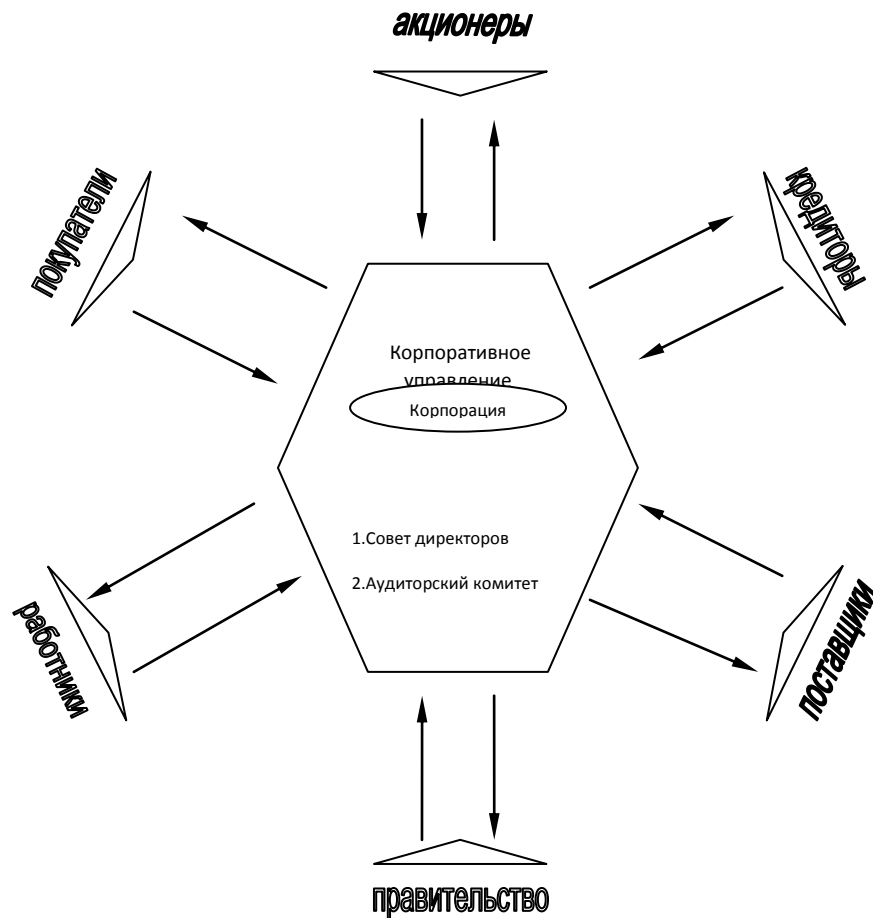 акционеры
покупатели
кредиторы
Корпоративное
управление
Корпорация
1.Совет директоров
2.Аудиторский комитет
работники
поставщики
правительство